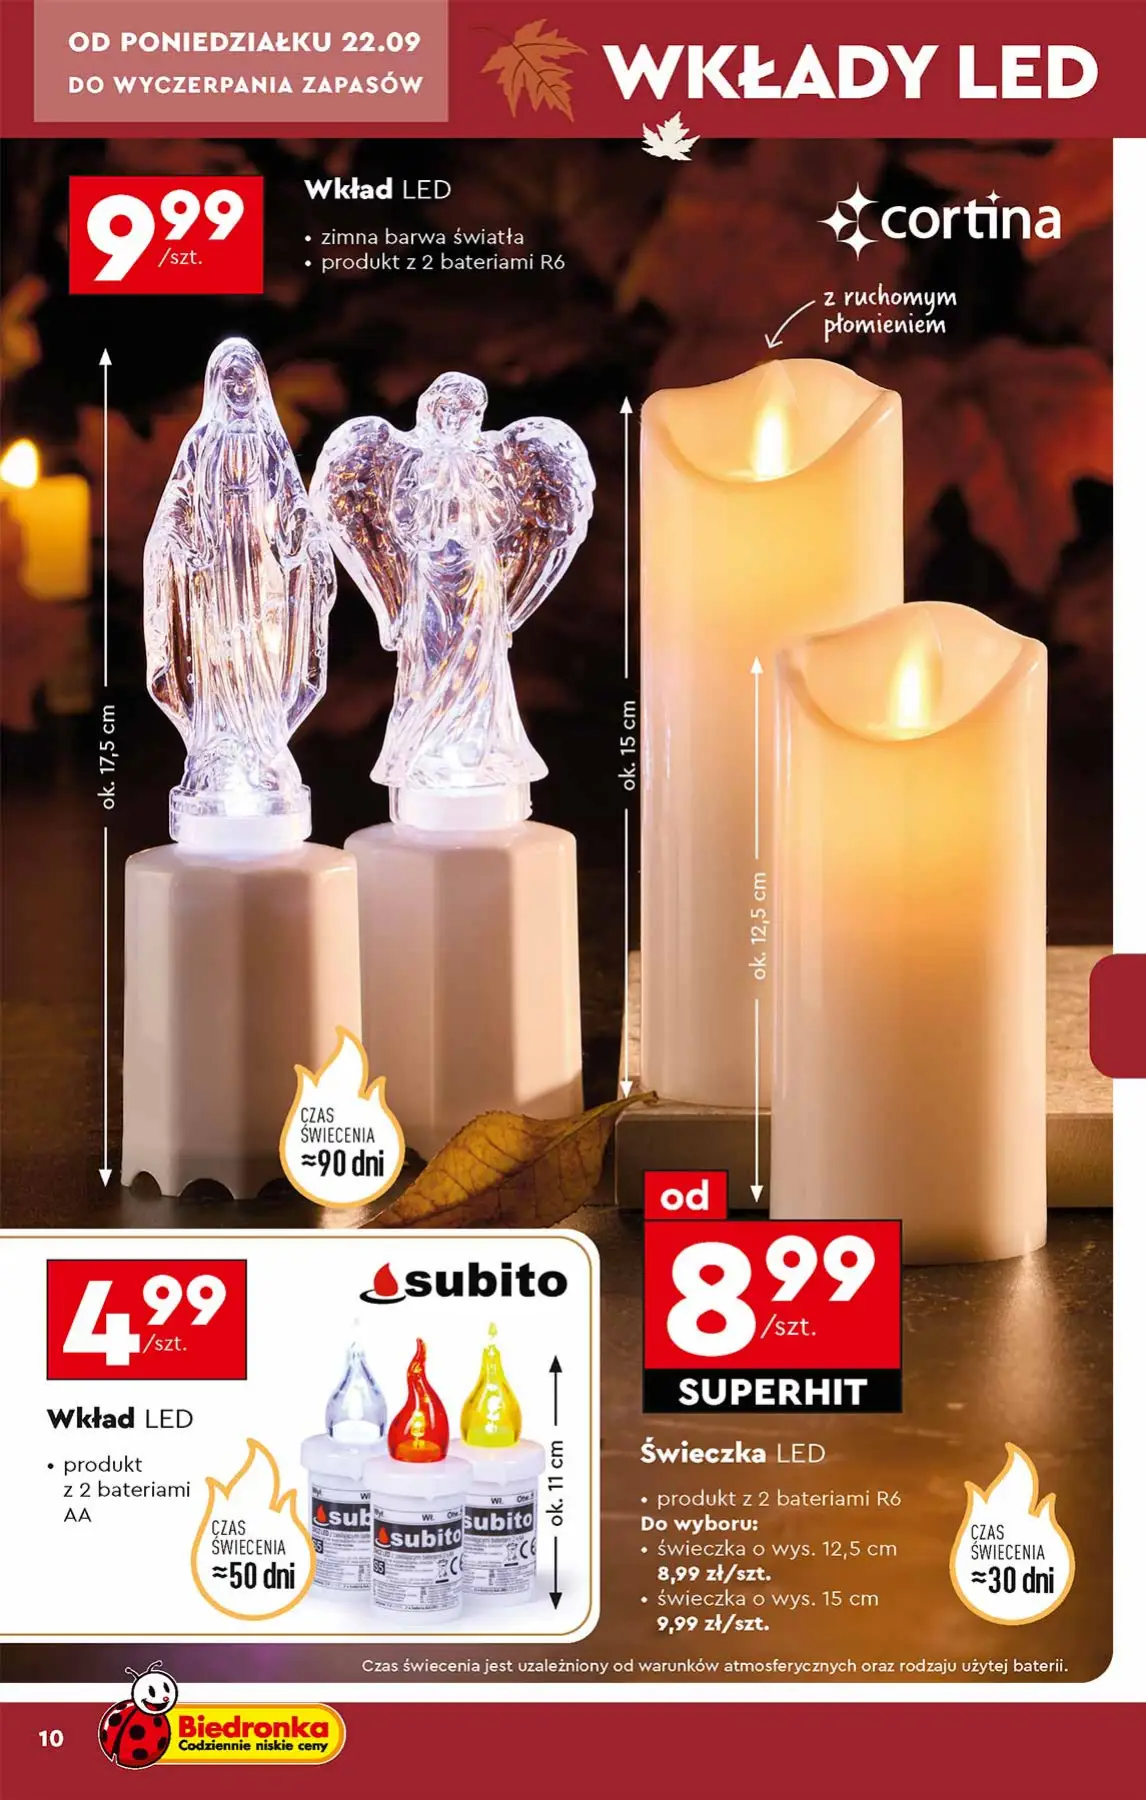 OD PONIEDZIAŁKU 22.09
DO WYCZERPANIA ZAPASÓW
WKŁADY LED
9.99
/szt.
Wkład LED
• zimna barwa światła
• produkt z 2 bateriami R6
cortina
z ruchomym
płomieniem
ok. 17,5 cm
ok. 15 cm
ok. 12,5 cm
CZAS
ŚWIECENIA
≈90 dni
4.99
/szt.
subito
Wkład LED
• produkt
z 2 bateriami
AA
CZAS
ŚWIECENIA
≈50 dni
ok. 11 cm
Wł.
subito
subito
od
8.99
/szt.
SUPERHIT
Świeczka LED
• produkt z 2 bateriami R6
Do wyboru:
• świeczka o wys. 12,5 cm
8,99 zł/szt.
• świeczka o wys. 15 cm
9,99 zł/szt.
CZAS
ŚWIECENIA
≈30 dni
Czas świecenia jest uzależniony od warunków atmosferycznych oraz rodzaju użytej baterii.
10
Biedronka
Codziennie niskie ceny